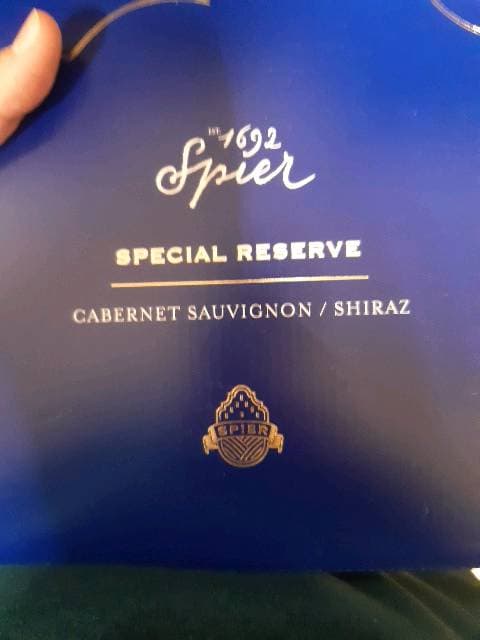 EST. 1692
Spier
SPECIAL RESERVE
CABERNET SAUVIGNON / SHIRAZ
SPIER